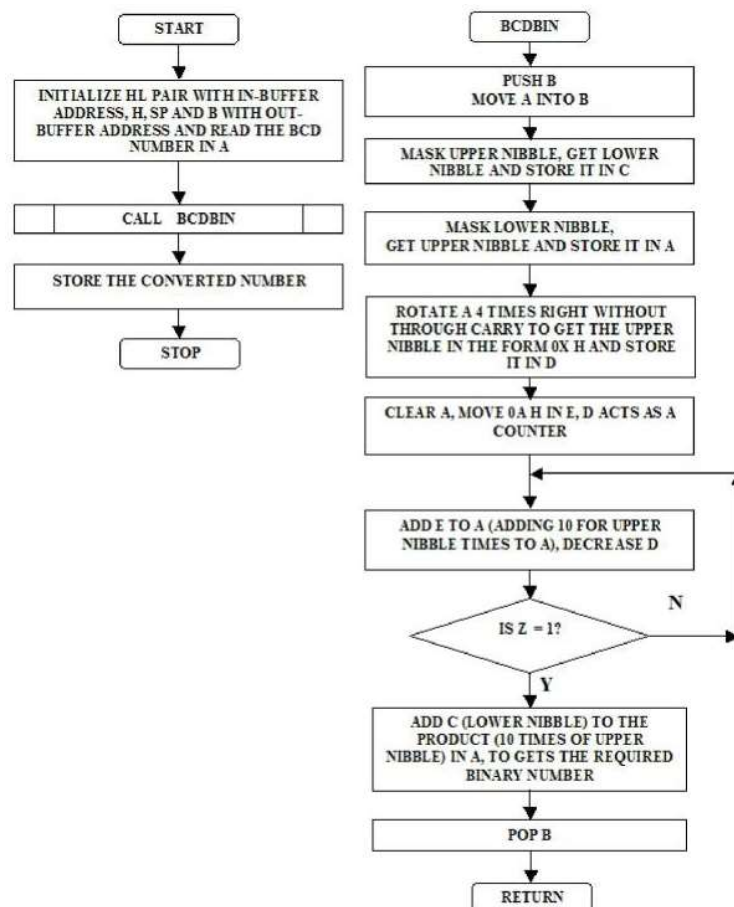 START
INITIALIZE HL PAIR WITH IN-BUFFER
ADDRESS, H, SP AND B WITH OUT-
BUFFER ADDRESS AND READ THE BCD
NUMBER IN A
CALL BCDBIN
STORE THE CONVERTED NUMBER
STOP
BCDBIN
PUSH B
MOVE A INTO B
MASK UPPER NIBBLE, GET LOWER
NIBBLE AND STORE IT IN C
MASK LOWER NIBBLE,
GET UPPER NIBBLE AND STORE IT IN A
ROTATE A 4 TIMES RIGHT WITHOUT
THROUGH CARRY TO GET THE UPPER
NIBBLE IN THE FORM 0X H AND STORE
IT IN D
CLEAR A, MOVE 0A H IN E, D ACTS AS A
COUNTER
ADD E TO A (ADDING 10 FOR UPPER
NIBBLE TIMES TO A), DECREASE D
IS Z = 1?
N
Y
ADD C (LOWER NIBBLE) TO THE
PRODUCT (10 TIMES OF UPPER
NIBBLE) IN A, TO GETS THE REQUIRED
BINARY NUMBER
POP B
RETURN